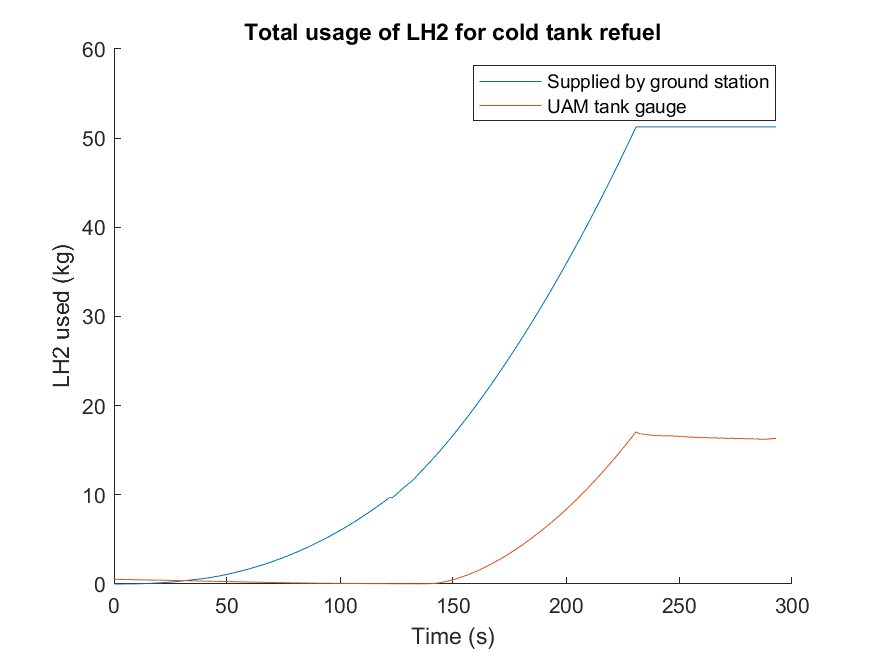 Total usage of LH2 for cold tank refuel
60
Supplied by ground station
UAM tank gauge
50
40
30
20
10
0
LH2 used (kg)
0 50 100 150 200 250 300
Time (s)